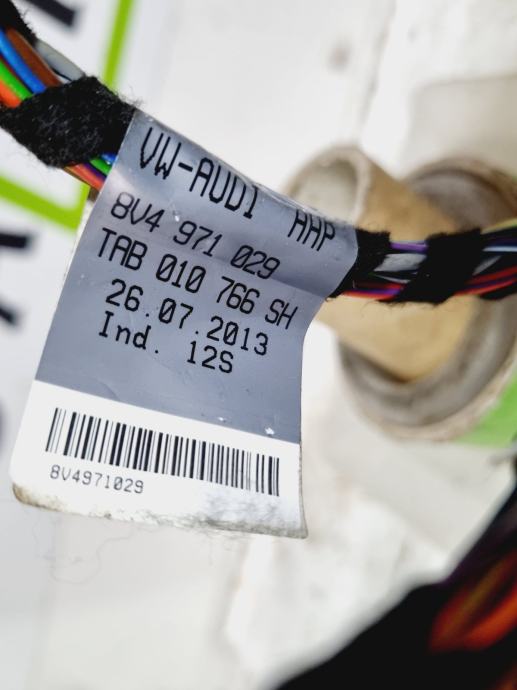 VW-AUDI AHP
8V4 971 029
TAB 010 766 SH
26.07.2013
Ind. 12S
8V4971029